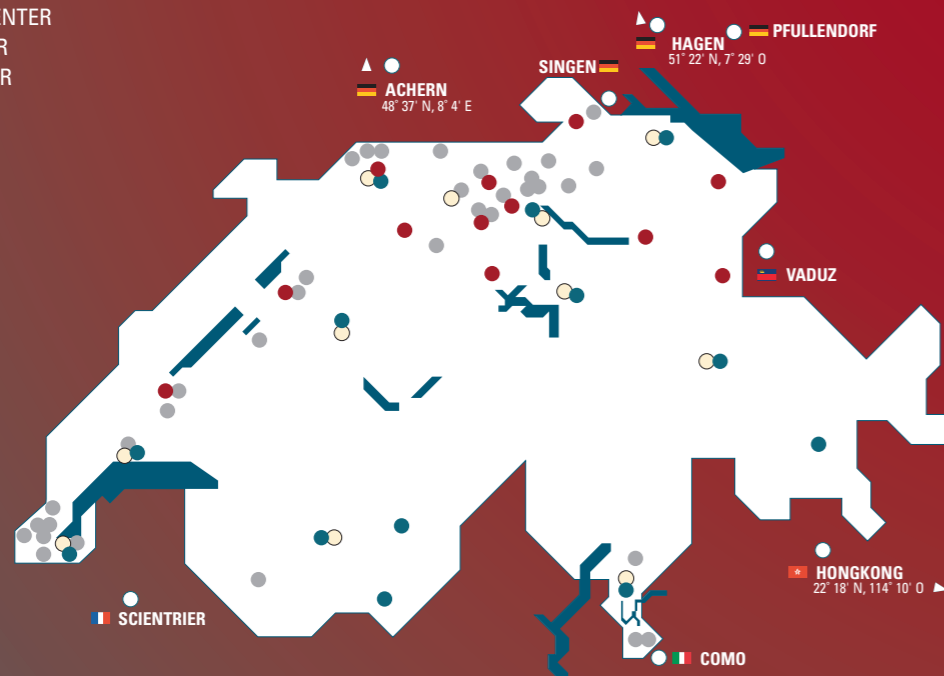 HAGEN
51° 22' N, 7° 29' O
PFULLENDORF
SINGEN
ACHERN
48° 37' N, 8° 4' E
VADUZ
HONGKONG
22° 18' N, 114° 10' O
SCIENTRIER
COMO